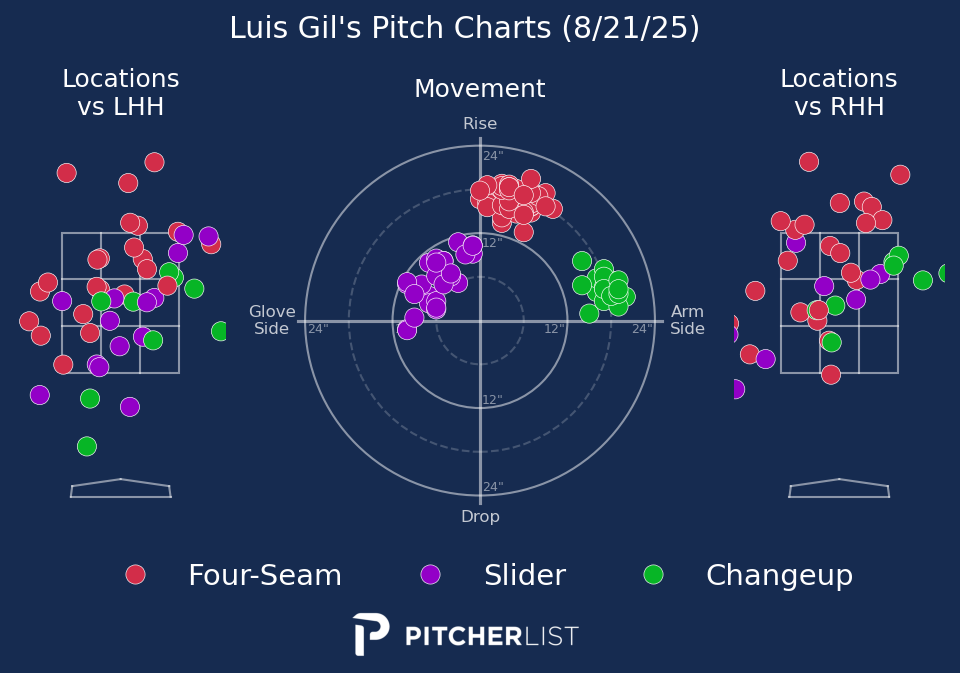 Luis Gil's Pitch Charts (8/21/25)
Locations
vs LHH
Movement
Locations
vs RHH
Rise
24"
12"
Glove
Side
24"
12"
24"
Arm
Side
12"
24"
Drop
Four-Seam
Slider
Changeup
PITCHERLIST